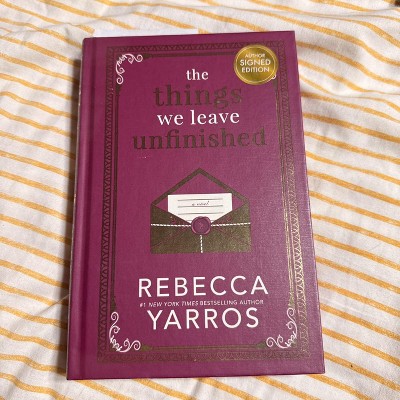 AUTHOR
SIGNED
EDITION
the
things
we leave
unfinished
a novel
REBECCA
#1 NEW YORK TIMES BESTSELLING AUTHOR
YARROS